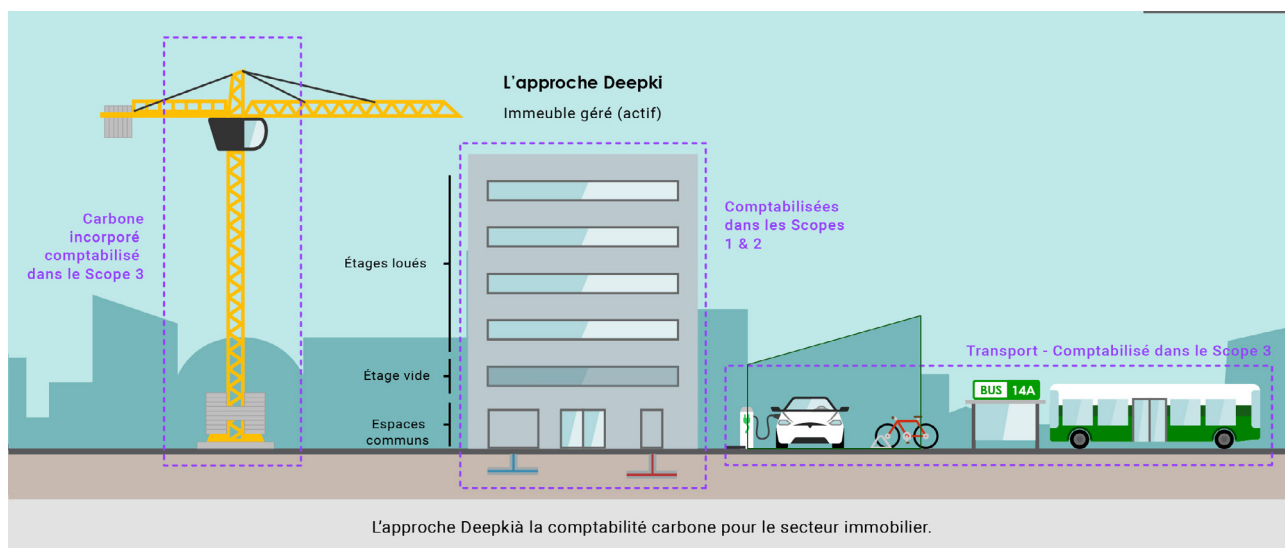 L'approche Deepki
Immeuble géré (actif)
Carbone
incorporé
comptabilisé
dans le Scope 3
Étages loués
Étage vide
Espaces
communs
Comptabilisées
dans les Scopes
1 & 2
Transport - Comptabilisé dans le Scope 3
BUS 14A
L'approche Deepkià la comptabilité carbone pour le secteur immobilier.